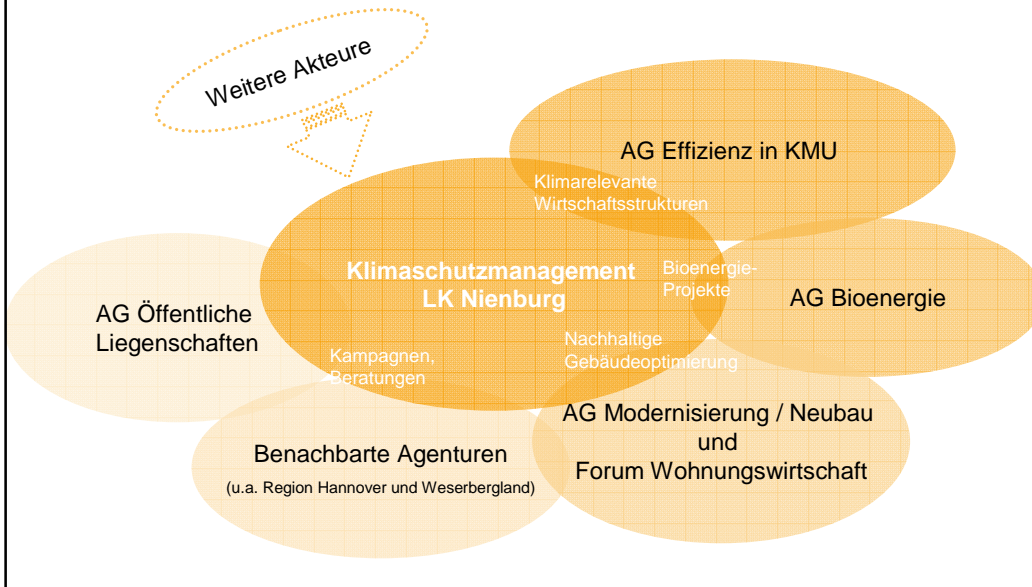 Weitere Akteure
AG Effizienz in KMU
Klimarelevante
Wirtschaftsstrukturen
Klimaschutzmanagement
LK Nienburg
Bioenergie-
Projekte
AG Bioenergie
AG Öffentliche
Liegenschaften
Nachhaltige
Gebäudeoptimierung
Kampagnen,
Beratungen
AG Modernisierung / Neubau
und
Forum Wohnungswirtschaft
Benachbarte Agenturen
(u.a. Region Hannover und Weserbergland)